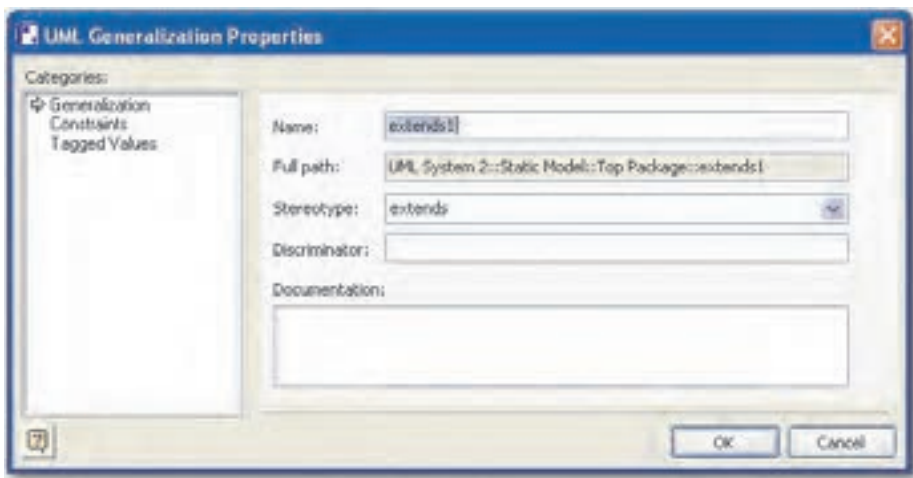 UML Generalization Properties
Categories:
Generalization
Constraints
Tagged Values
Name: extends1
Full path: UML System 2::Static Model::Top Package::extends1
Stereotype: extends
Discriminator:
Documentation:
OK Cancel